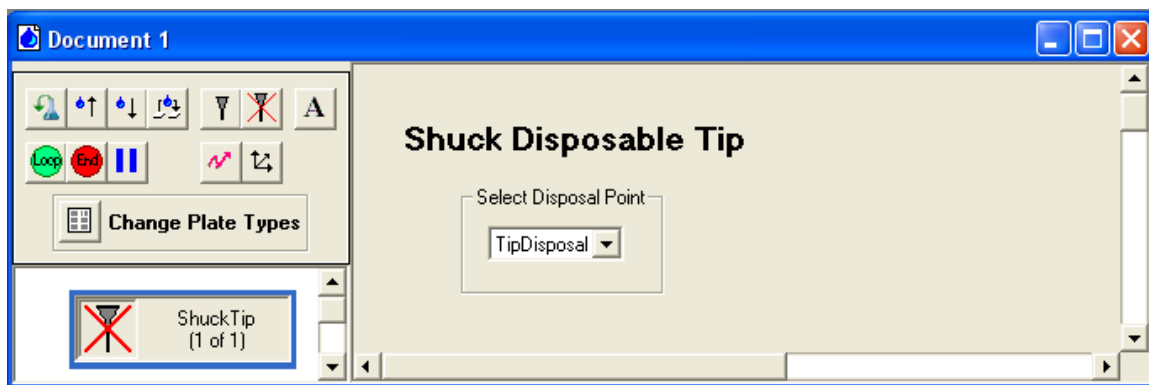 Document 1
A
Loop End
Change Plate Types
ShuckTip
(1 of 1)
Shuck Disposable Tip
Select Disposal Point
TipDisposal